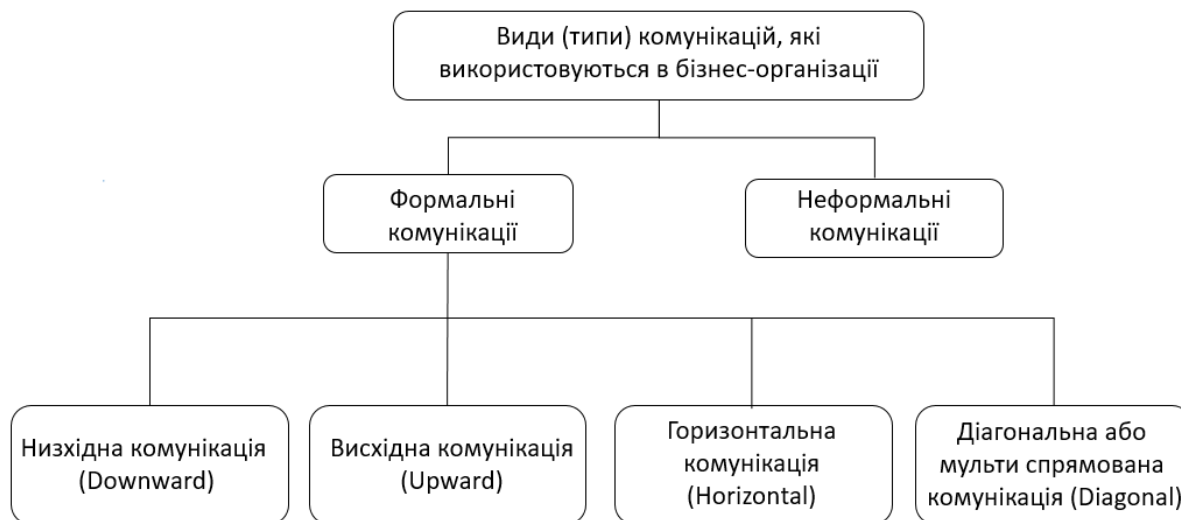 Види (типи) комунікацій, які
використовуються в бізнес-організації
Формальні
комунікації
Неформальні
комунікації
Низхідна комунікація
(Downward)
Висхідна комунікація
(Upward)
Горизонтальна
комунікація
(Horizontal)
Діагональна або
мульти спрямована
комунікація (Diagonal)